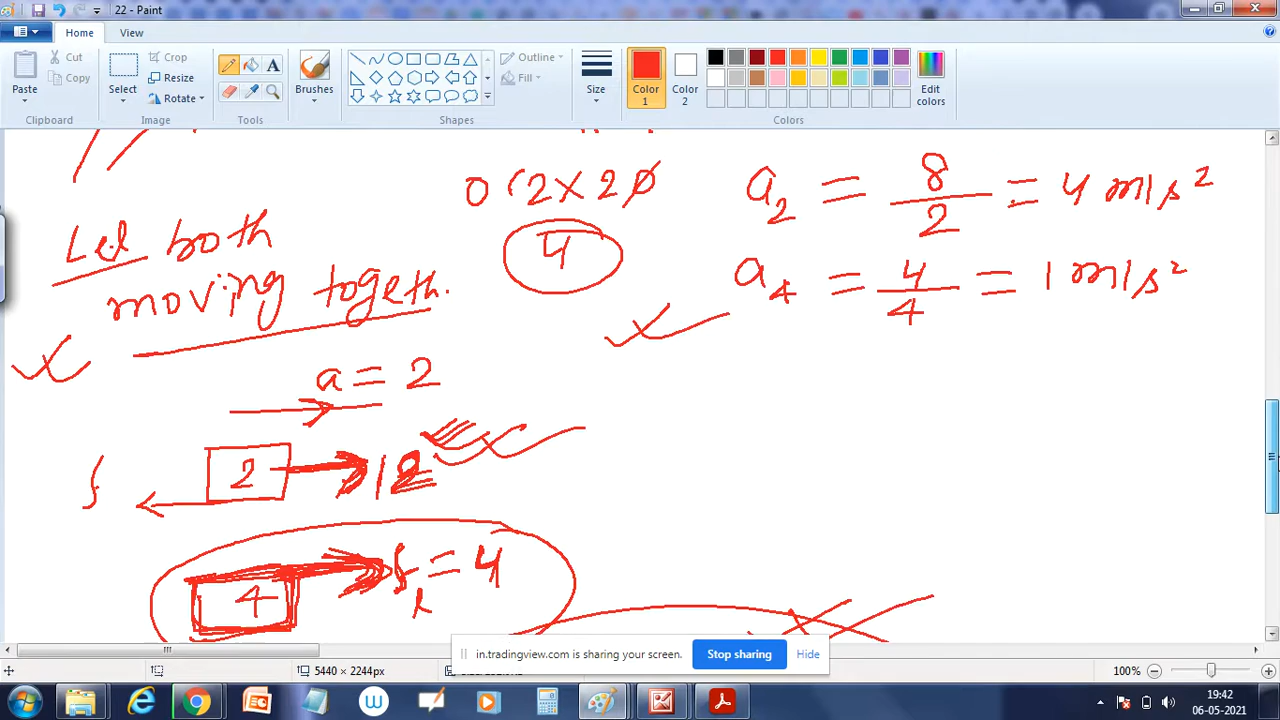 22 - Paint
Home
View
Paste
Cut
Copy
Clipboard
Select
Crop
Resize
Rotate
Image
Tools
Brushes
Outline
Fill
Shapes
Size
Color 1
Color 2
Edit colors
Colors
0.2×20
4
a₂ = 8/2 = 4 m/s²
a₄ = 4/4 = 1 m/s²
Let both
moving togeth.
a = 2
f
2
12
4
= 4
in.tradingview.com is sharing your screen.
Stop sharing
Hide
5440 × 2244px
100%
19:42
06-05-2021